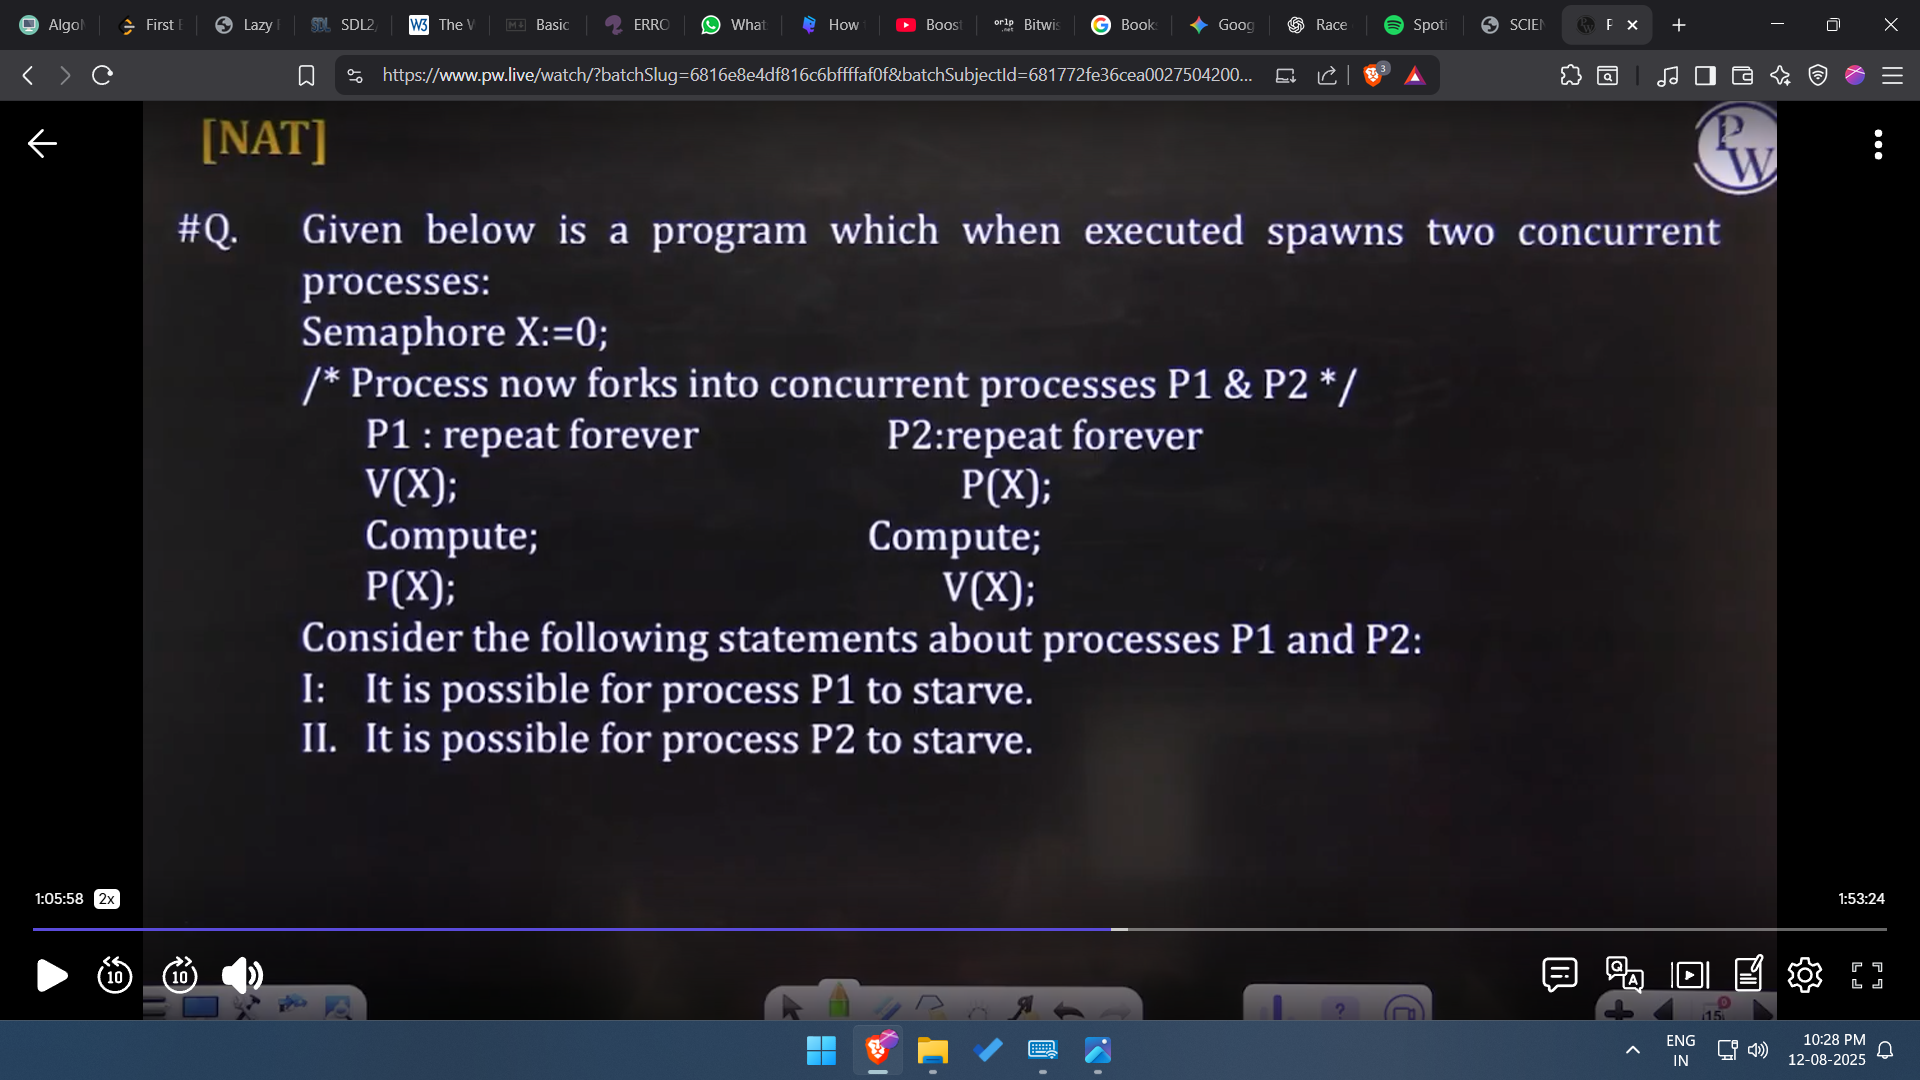 Algo
First
Lazy
SDL2
The
Basic
ERRO
What
How
Boost
Bitwis
Book
Goog
Race
Spoti
SCIEN
https://www.pw.live/watch/?batchSlug=6816e8e4df816c6bffffaf0f&batchSubjectId=681772fe36cea0027504200...
3
[NAT]
PW
#Q. Given below is a program which when executed spawns two concurrent
processes:
Semaphore X:=0;
/* Process now forks into concurrent processes P1 & P2 */
P1 : repeat forever P2:repeat forever
V(X); P(X);
Compute; Compute;
P(X); V(X);
Consider the following statements about processes P1 and P2:
I: It is possible for process P1 to starve.
II. It is possible for process P2 to starve.
1:05:58 2x 1:53:24
10 10
ENG
IN
10:28 PM
12-08-2025